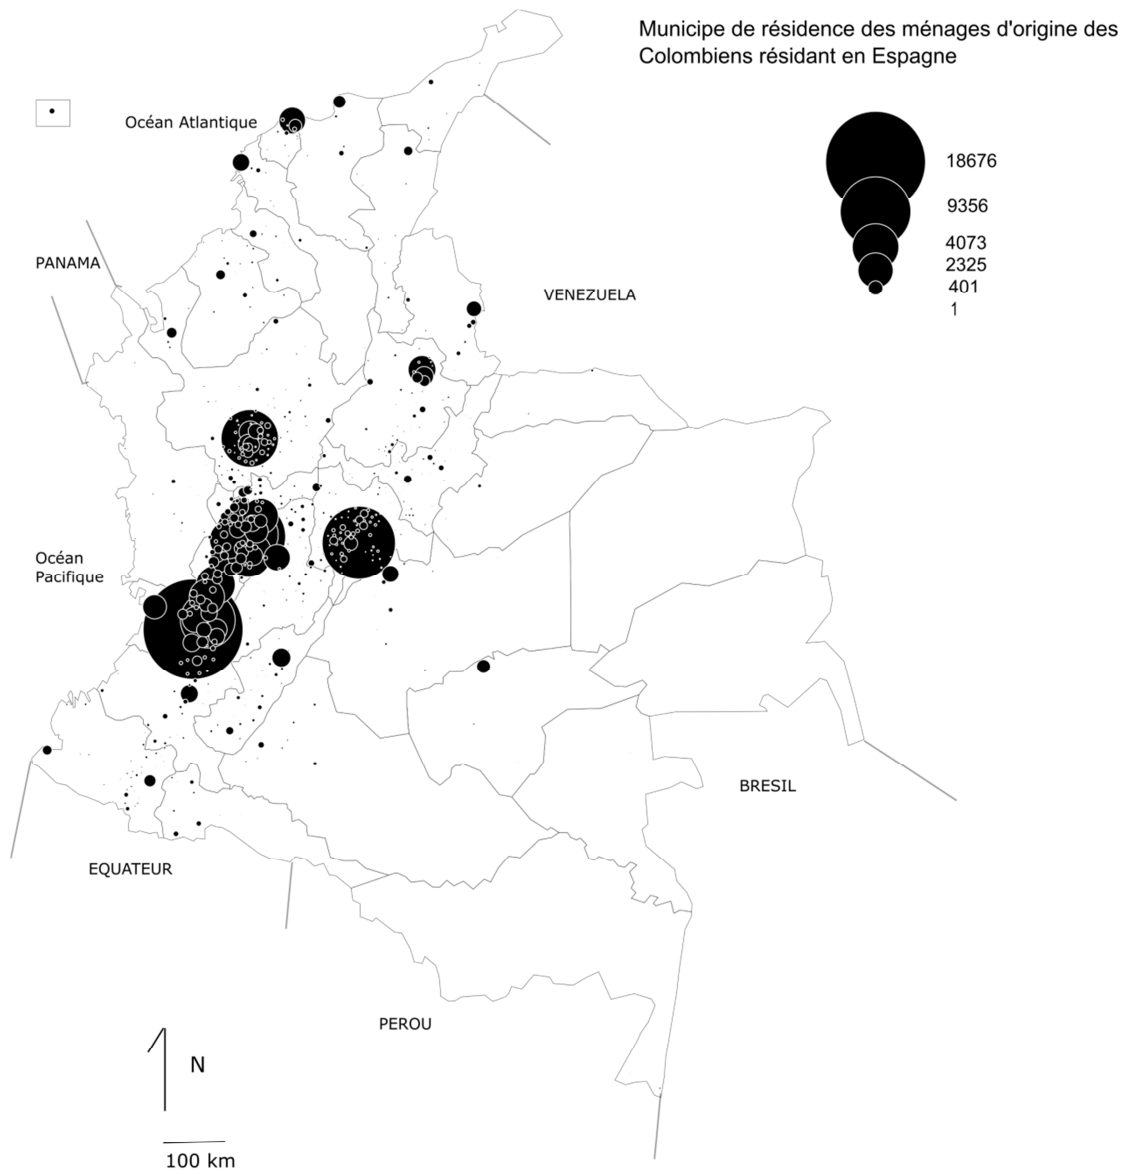 Municipe de résidence des ménages d'origine des
Colombiens résidant en Espagne
Océan Atlantique
18676
9356
4073
2325
401
1
PANAMA
VENEZUELA
Océan
Pacifique
BRESIL
EQUATEUR
PEROU
N
100 km